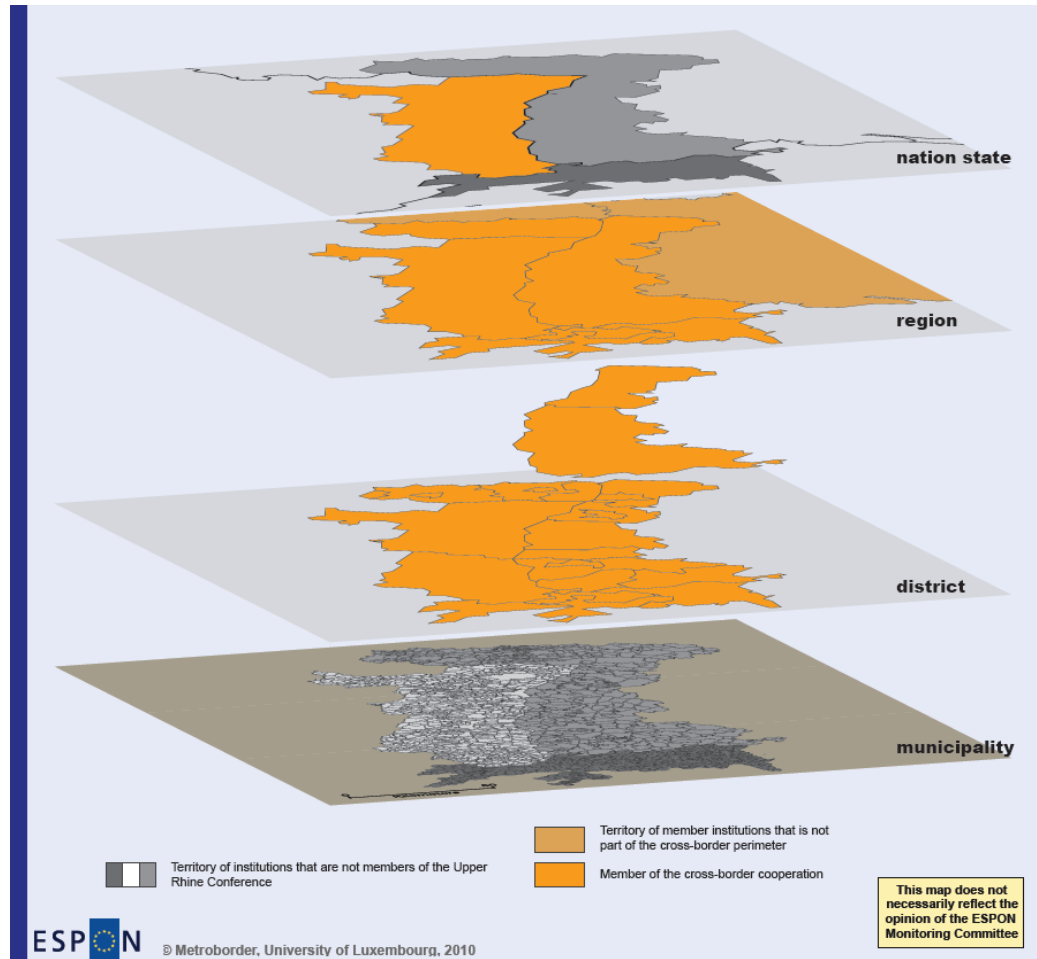 nation state
region
district
municipality
Territory of institutions that are not members of the Upper
Rhine Conference
Territory of member institutions that is not
part of the cross-border perimeter
Member of the cross-border cooperation
This map does not
necessarily reflect the
opinion of the ESPON
Monitoring Committee
ESPON
© Metroborder, University of Luxembourg, 2010